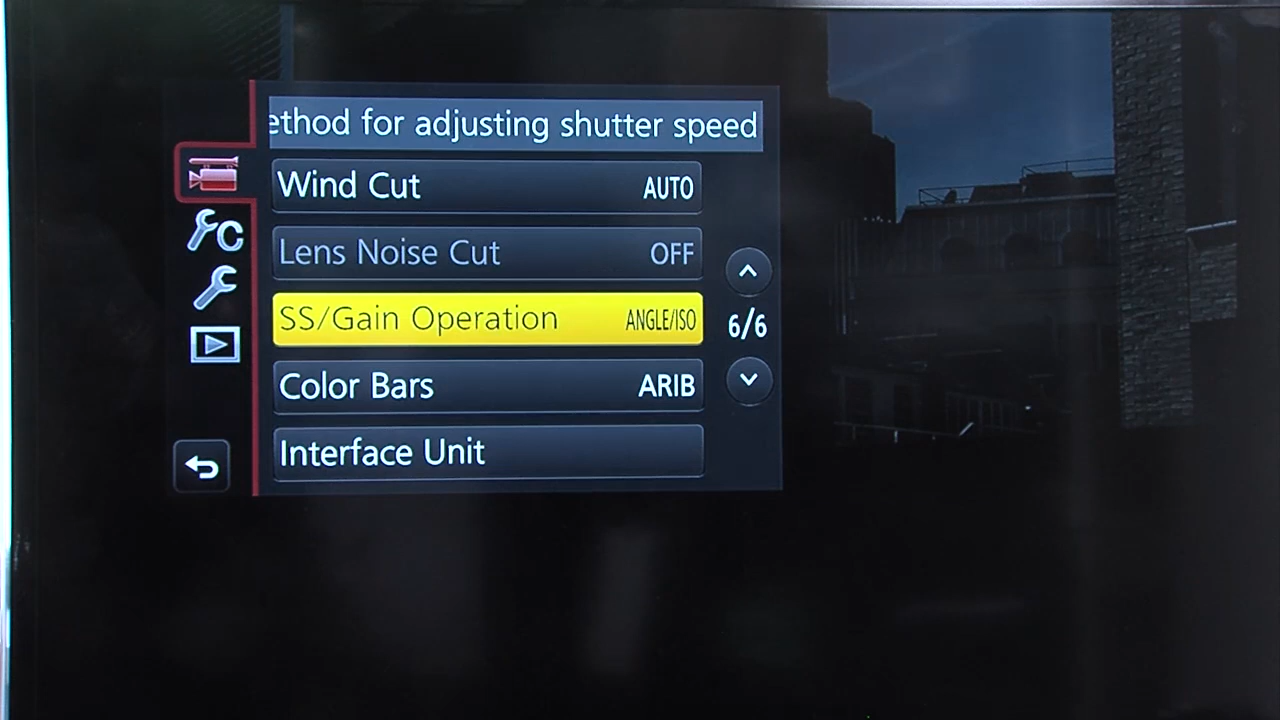 ethod for adjusting shutter speed
Wind Cut AUTO
Lens Noise Cut OFF
SS/Gain Operation ANGLE/ISO
6/6
Color Bars ARIB
Interface Unit
C